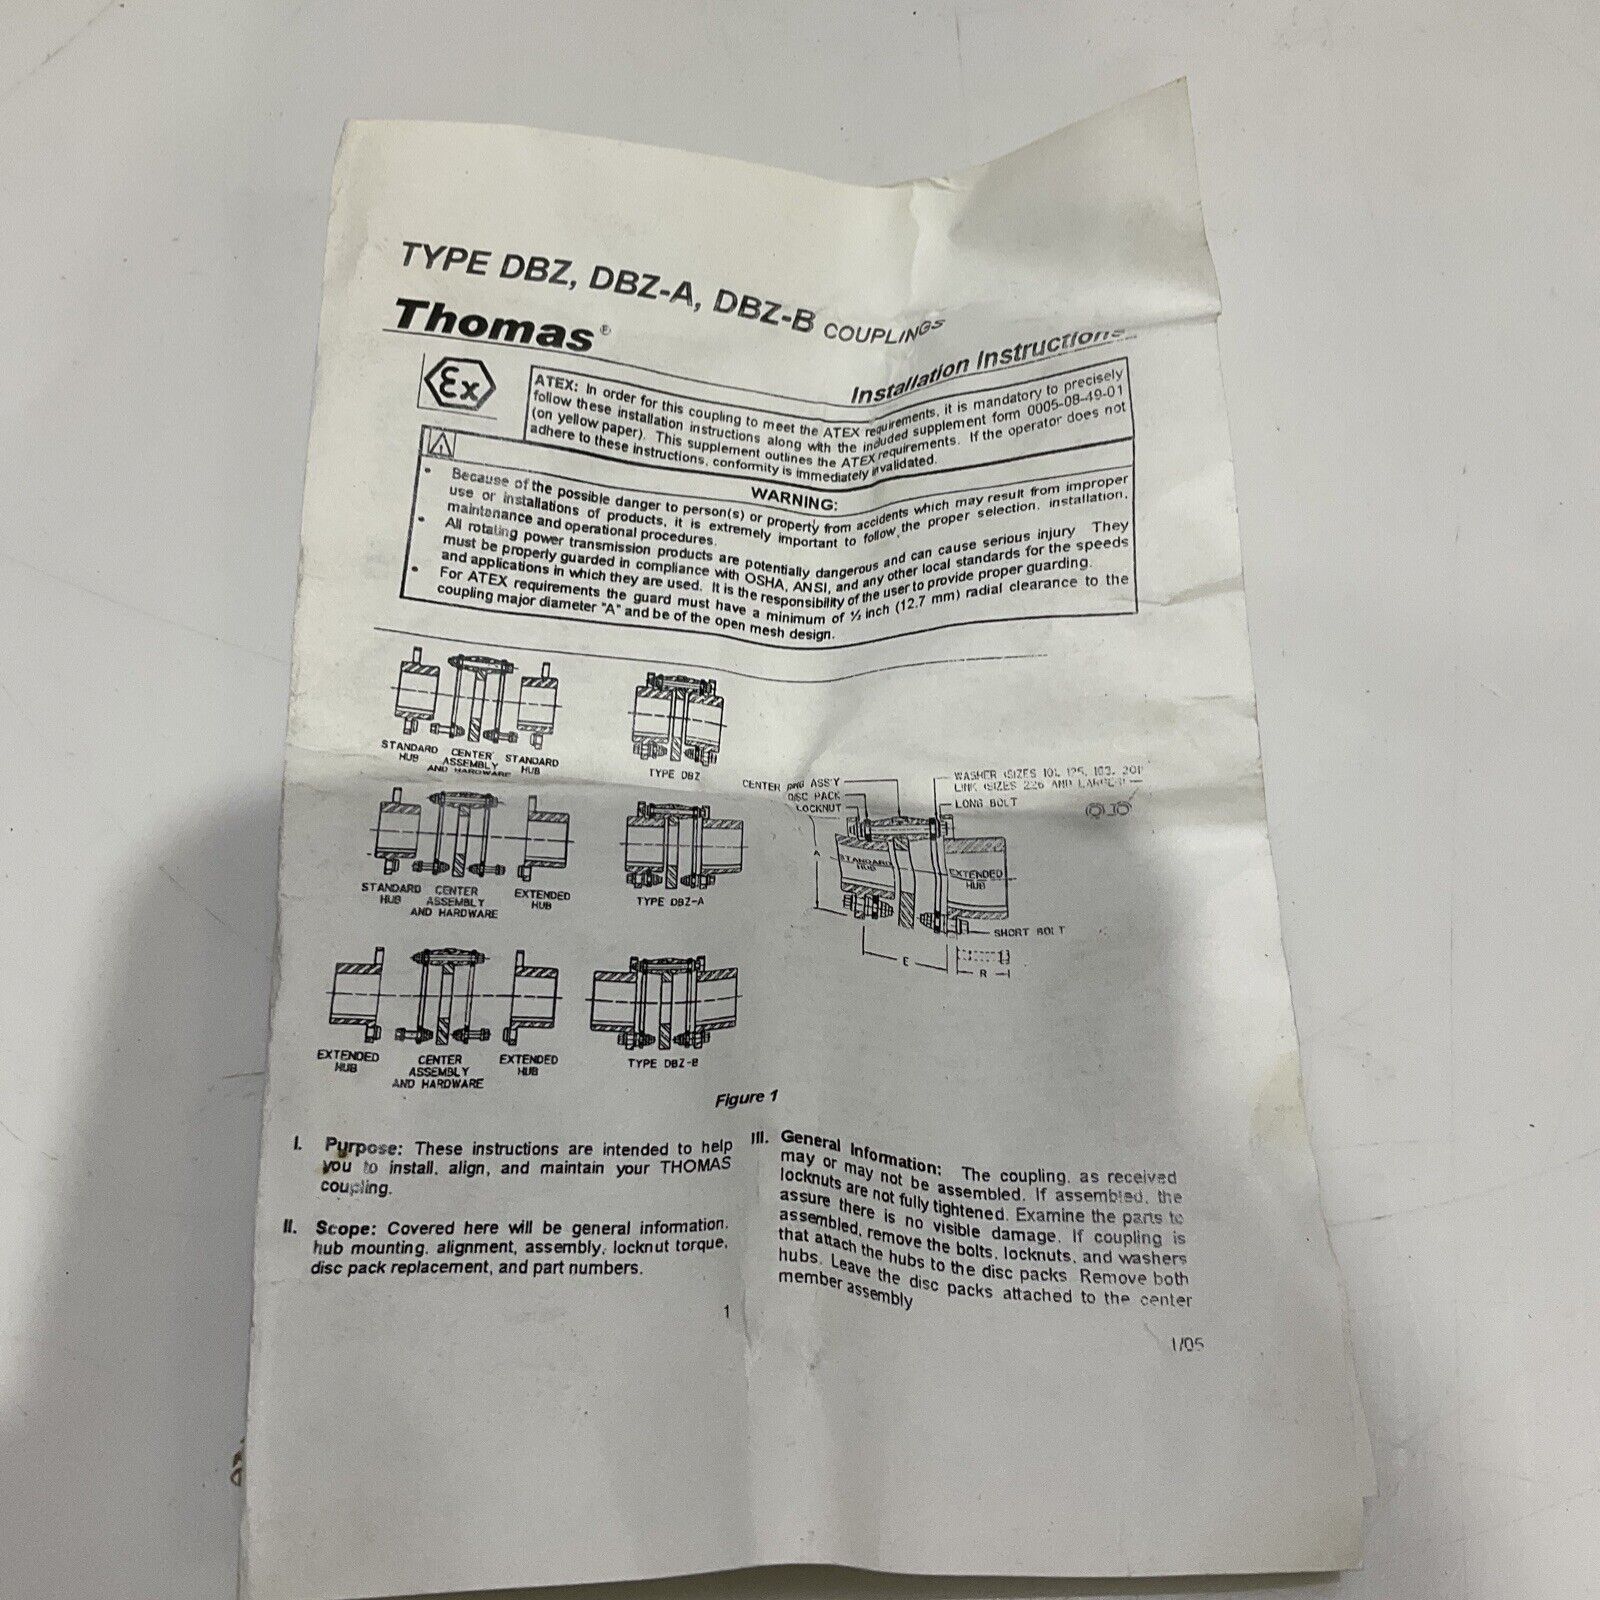 TYPE DBZ, DBZ-A, DBZ-B COUPLINGS
Thomas®
Installation Instructions
Ex
ATEX: In order for this coupling to meet the ATEX requirements, it is mandatory to precisely
follow these installation instructions along with the included supplement form 0005-08-49-01
(on yellow paper). This supplement outlines the ATEX requirements. If the operator does not
adhere to these instructions, conformity is immediately invalidated.
WARNING:
• Because of the possible danger to person(s) or property from accidents which may result from improper
use or installations of products, it is extremely important to follow the proper selection, installation,
maintenance and operational procedures.
• All rotating power transmission products are potentially dangerous and can cause serious injury They
must be properly guarded in compliance with OSHA, ANSI, and any other local standards for the speeds
and applications in which they are used. It is the responsibility of the user to provide proper guarding.
• For ATEX requirements the guard must have a minimum of ½ inch (12.7 mm) radial clearance to the
coupling major diameter "A" and be of the open mesh design.
STANDARD HUB
CENTER ASSEMBLY AND HARDWARE
STANDARD HUB
TYPE DBZ
STANDARD HUB
CENTER ASSEMBLY AND HARDWARE
EXTENDED HUB
TYPE DBZ-A
EXTENDED HUB
CENTER ASSEMBLY AND HARDWARE
EXTENDED HUB
TYPE DBZ-B
CENTER RING ASS'Y
DISC PACK
LOCKNUT
WASHER (SIZES 101, 125, 163, 201)
LINK (SIZES 226 AND LARGER)
LONG BOLT
A
STANDARD HUB
EXTENDED HUB
SHORT BOLT
E
R
Figure 1
I. Purpose: These instructions are intended to help
you to install, align, and maintain your THOMAS
coupling.
II. Scope: Covered here will be general information,
hub mounting, alignment, assembly, locknut torque,
disc pack replacement, and part numbers.
III. General Information: The coupling, as received
may or may not be assembled. If assembled, the
locknuts are not fully tightened. Examine the parts to
assure there is no visible damage. If coupling is
assembled, remove the bolts, locknuts, and washers
that attach the hubs to the disc packs Remove both
hubs. Leave the disc packs attached to the center
member assembly
1
1/05